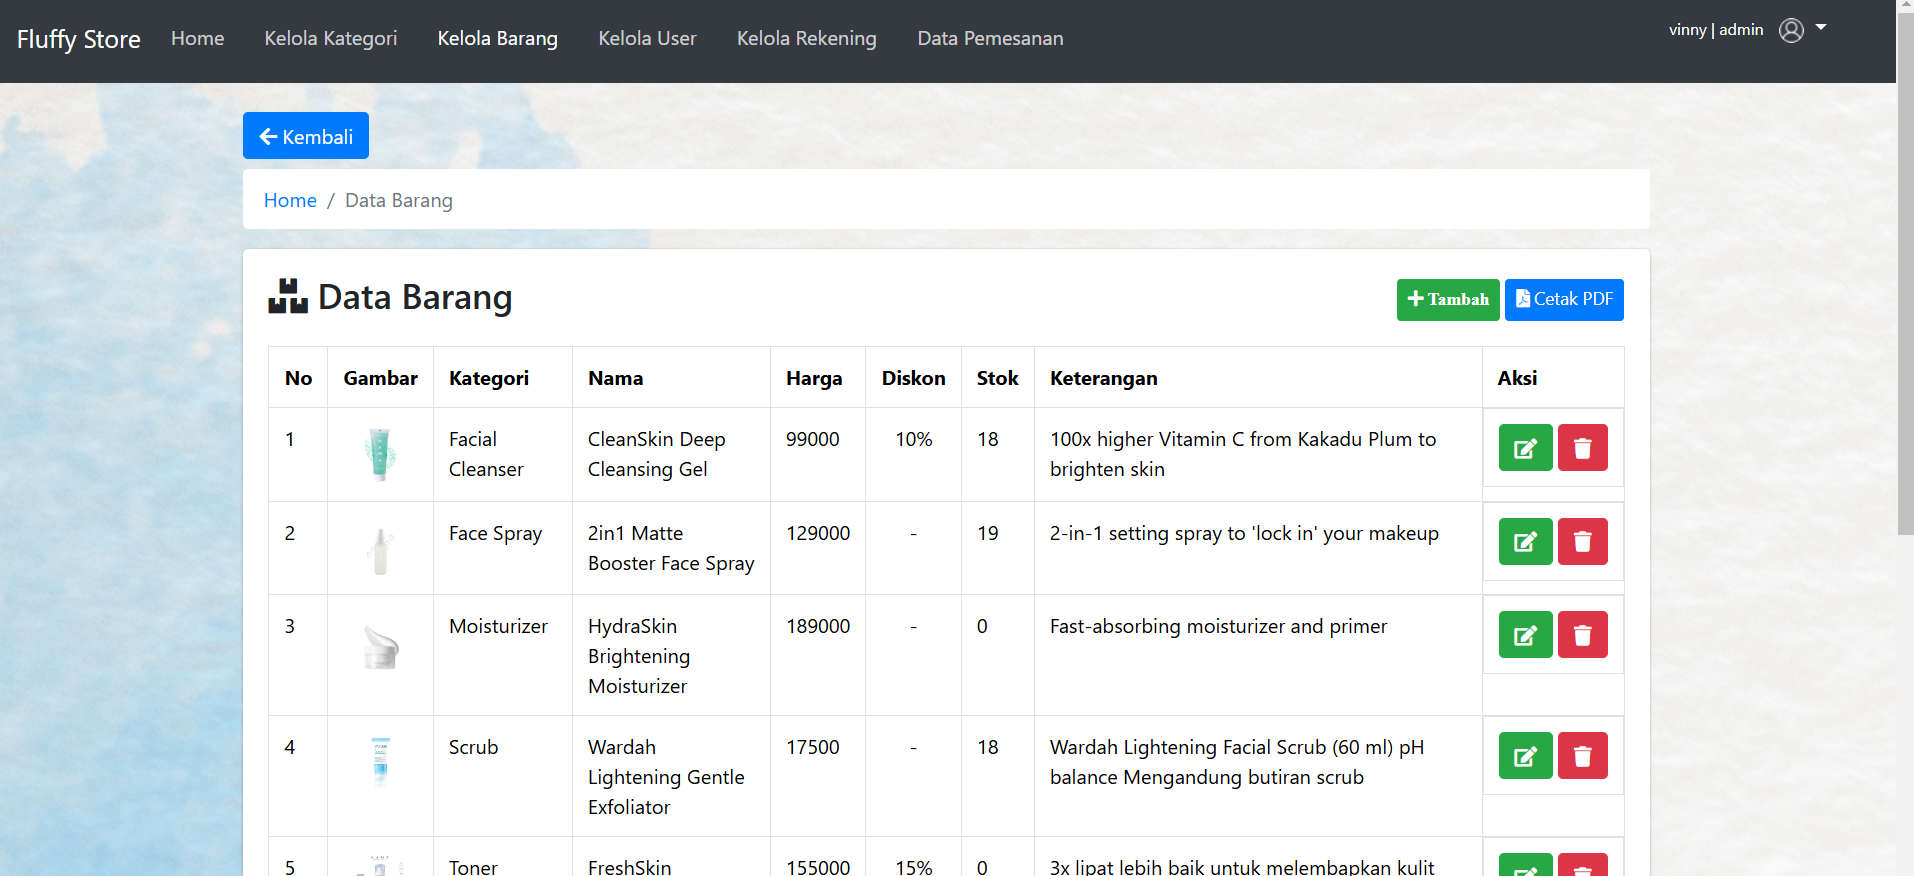 Fluffy Store Home Kelola Kategori Kelola Barang Kelola User Kelola Rekening Data Pemesanan vinny | admin
Kembali
Home / Data Barang
Data Barang
Tambah Cetak PDF
No Gambar Kategori Nama Harga Diskon Stok Keterangan Aksi
1 Facial CleanSkin Deep 99000 10% 18 100x higher Vitamin C from Kakadu Plum to
Cleanser Cleansing Gel brighten skin
2 Face Spray 2in1 Matte 129000 - 19 2-in-1 setting spray to 'lock in' your makeup
Booster Face Spray
3 Moisturizer HydraSkin 189000 - 0 Fast-absorbing moisturizer and primer
Brightening
Moisturizer
4 Scrub Wardah 17500 - 18 Wardah Lightening Facial Scrub (60 ml) pH
Lightening Gentle balance Mengandung butiran scrub
Exfoliator
5 Toner FreshSkin 155000 15% 0 3x lipat lebih baik untuk melembapkan kulit